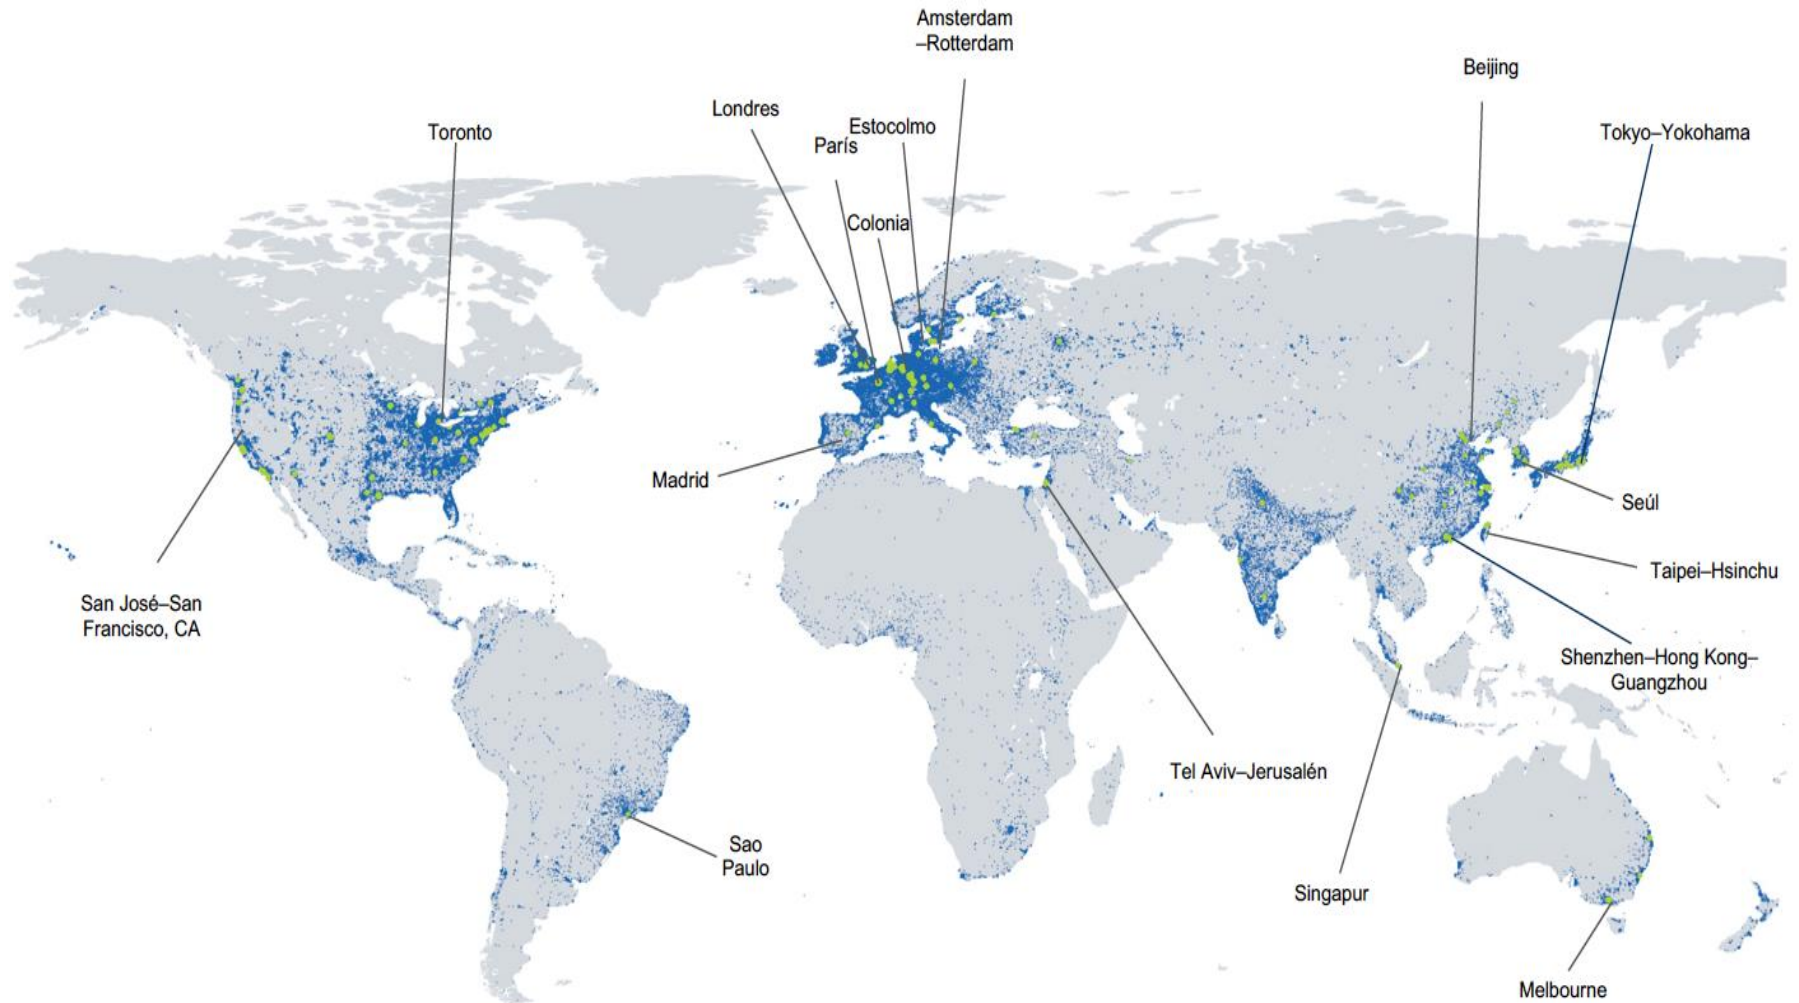 Amsterdam
–Rotterdam
Beijing
Londres
Estocolmo
Toronto
París
Tokyo–Yokohama
Colonia
Madrid
Seúl
Taipei–Hsinchu
San José–San
Francisco, CA
Shenzhen–Hong Kong–
Guangzhou
Tel Aviv–Jerusalén
Sao
Paulo
Singapur
Melbourne